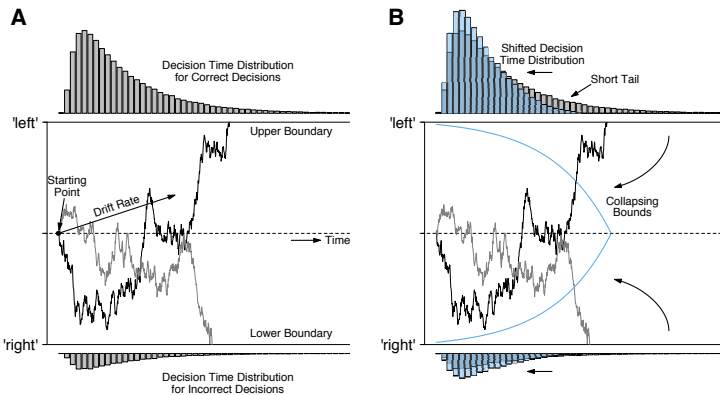 A
Decision Time Distribution
for Correct Decisions
'left'
Upper Boundary
Starting
Point
Drift Rate
Time
Lower Boundary
'right'
Decision Time Distribution
for Incorrect Decisions
B
Shifted Decision
Time Distribution
Short Tail
'left'
Collapsing
Bounds
'right'